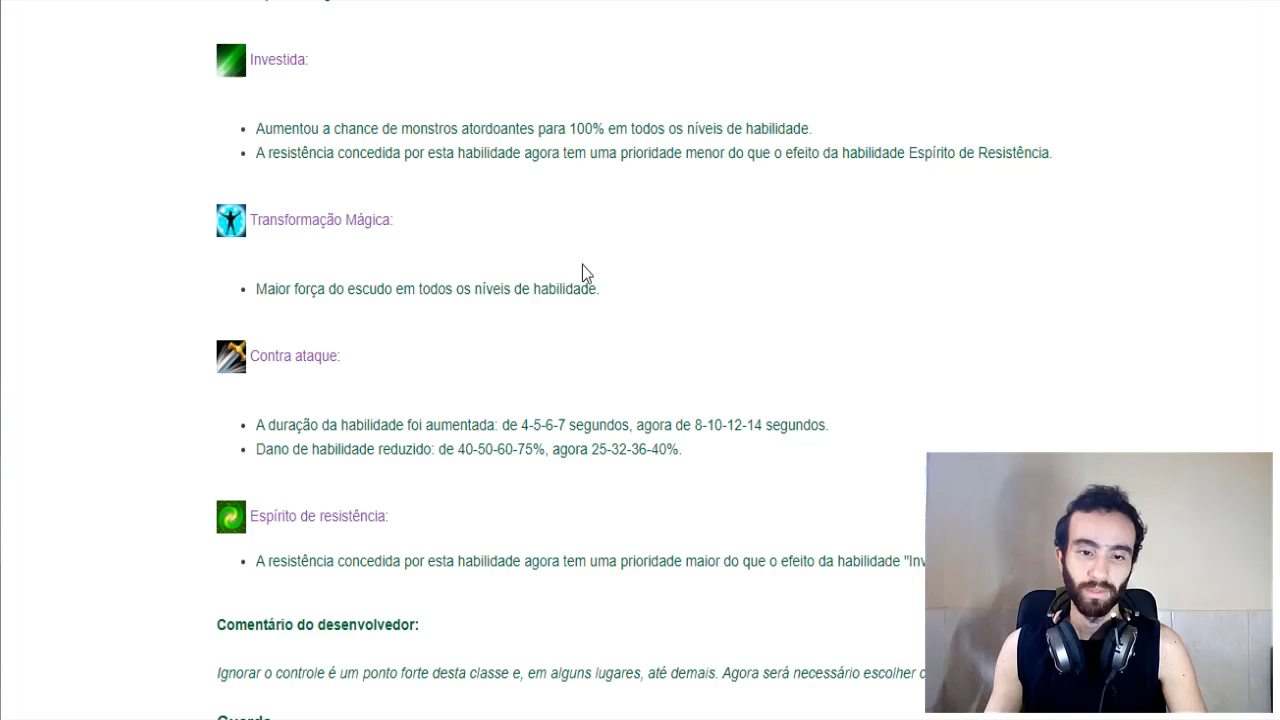 Investida:
Aumentou a chance de monstros atordoantes para 100% em todos os níveis de habilidade.
A resistência concedida por esta habilidade agora tem uma prioridade menor do que o efeito da habilidade Espírito de Resistência.
Transformação Mágica:
Maior força do escudo em todos os níveis de habilidade.
Contra ataque:
A duração da habilidade foi aumentada: de 4-5-6-7 segundos, agora de 8-10-12-14 segundos.
Dano de habilidade reduzido: de 40-50-60-75%, agora 25-32-36-40%.
Espírito de resistência:
A resistência concedida por esta habilidade agora tem uma prioridade maior do que o efeito da habilidade "Inv
Comentário do desenvolvedor:
Ignorar o controle é um ponto forte desta classe e, em alguns lugares, até demais. Agora será necessário escolher